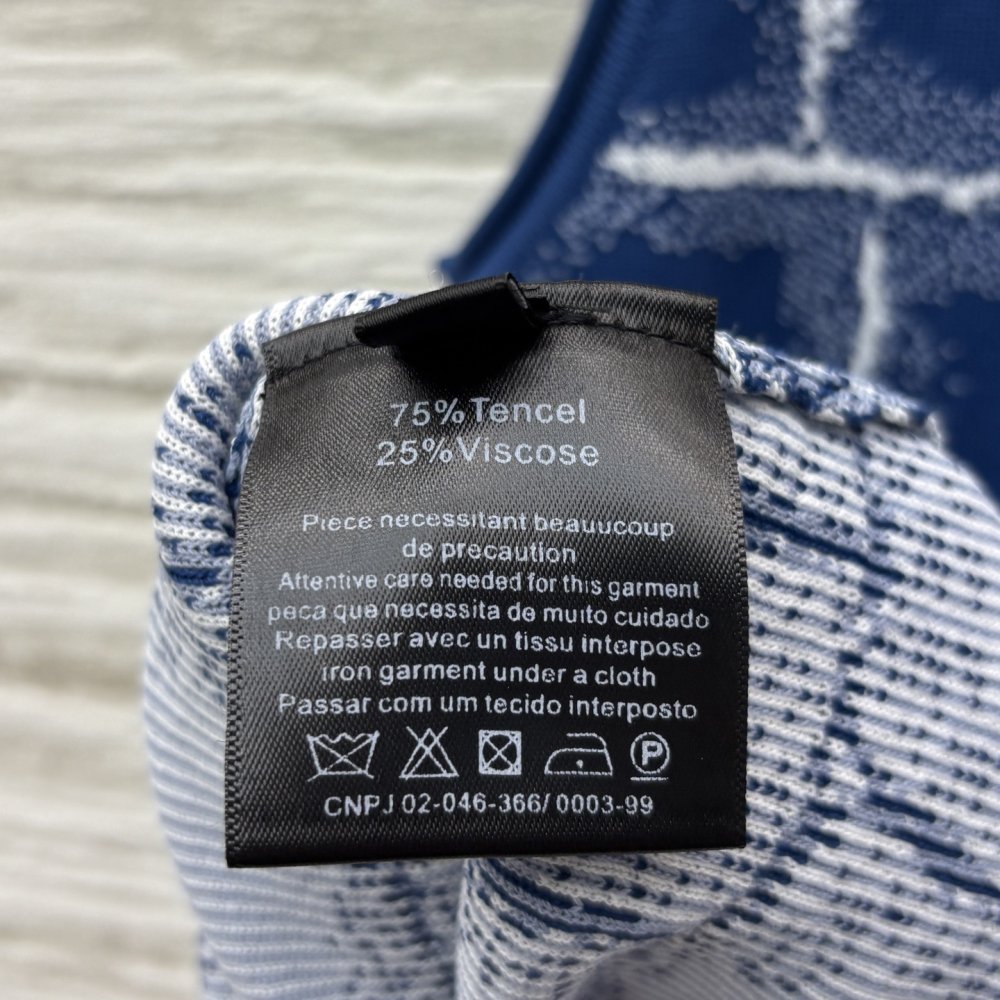 75%Tencel
25%Viscose
Piece necessitant beauucoup
de precaution
Attentive care needed for this garment
peca que necessita de muito cuidado
Repasser avec un tissu interpose
iron garment under a cloth
Passar com um tecido interposto
P
CNPJ 02-046-366/0003-99